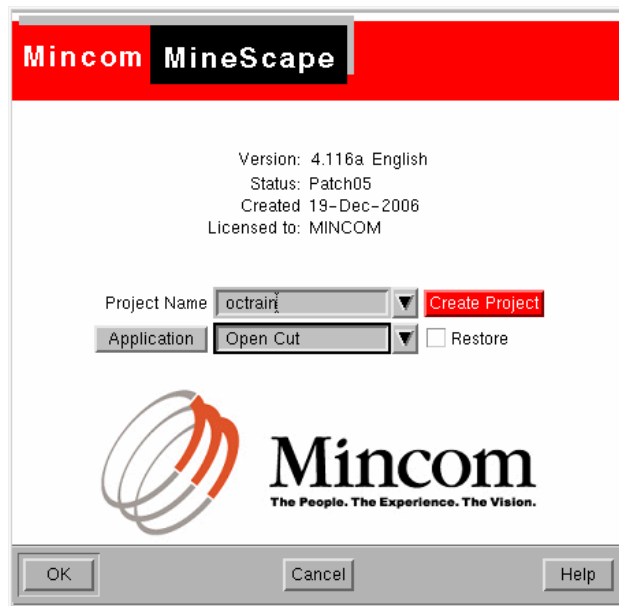 Mincom MineScape
Version: 4.116a English
Status: Patch05
Created 19-Dec-2006
Licensed to: MINCOM
Project Name octrain Create Project
Application Open Cut Restore
Mincom
The People. The Experience. The Vision.
OK Cancel Help